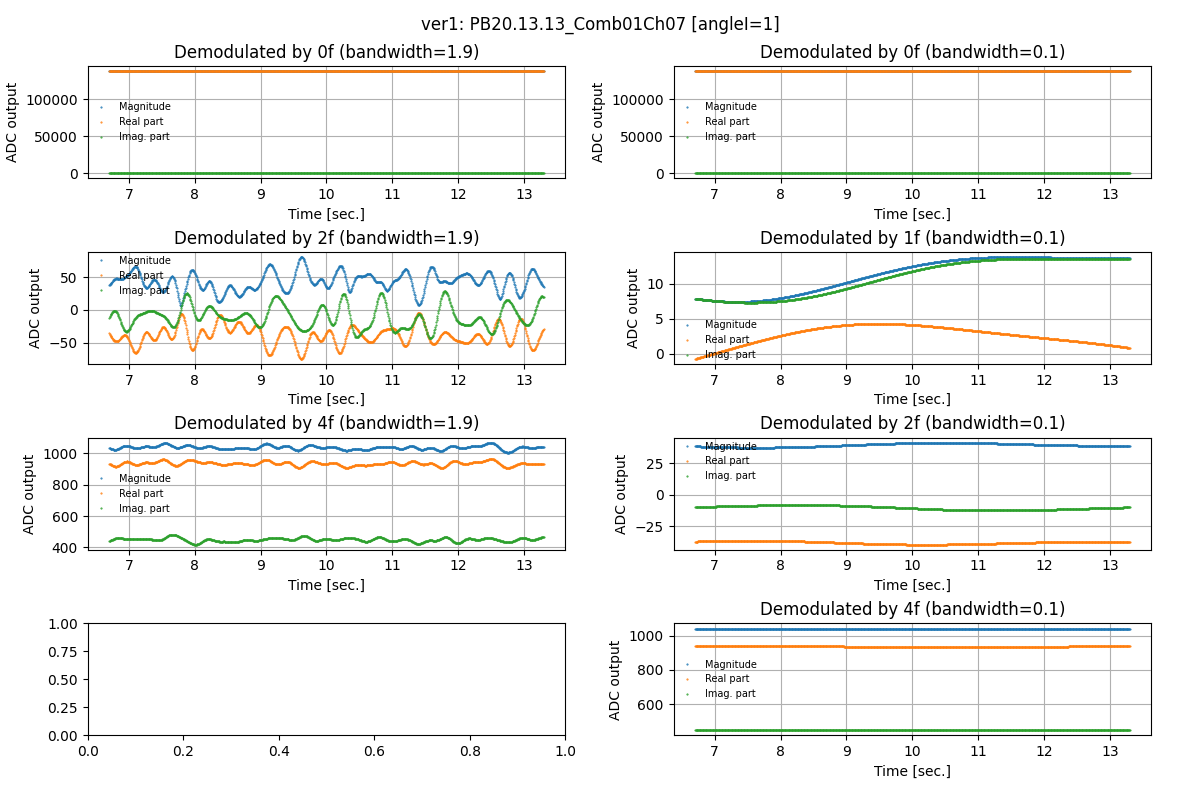 ver1: PB20.13.13_Comb01Ch07 [angleI=1]
Demodulated by 0f (bandwidth=1.9)
ADC output
100000
50000
0
Magnitude
Real part
Imag. part
7 8 9 10 11 12 13
Time [sec.]
Demodulated by 0f (bandwidth=0.1)
ADC output
100000
50000
0
Magnitude
Real part
Imag. part
7 8 9 10 11 12 13
Time [sec.]
Demodulated by 2f (bandwidth=1.9)
ADC output
50
0
−50
Magnitude
Real part
Imag. part
7 8 9 10 11 12 13
Time [sec.]
Demodulated by 1f (bandwidth=0.1)
ADC output
10
5
0
Magnitude
Real part
Imag. part
7 8 9 10 11 12 13
Time [sec.]
Demodulated by 4f (bandwidth=1.9)
ADC output
1000
800
600
400
Magnitude
Real part
Imag. part
7 8 9 10 11 12 13
Time [sec.]
Demodulated by 2f (bandwidth=0.1)
ADC output
25
0
−25
Magnitude
Real part
Imag. part
7 8 9 10 11 12 13
Time [sec.]
1.00
0.75
0.50
0.25
0.00
0.0 0.2 0.4 0.6 0.8 1.0
Demodulated by 4f (bandwidth=0.1)
ADC output
1000
800
600
Magnitude
Real part
Imag. part
7 8 9 10 11 12 13
Time [sec.]